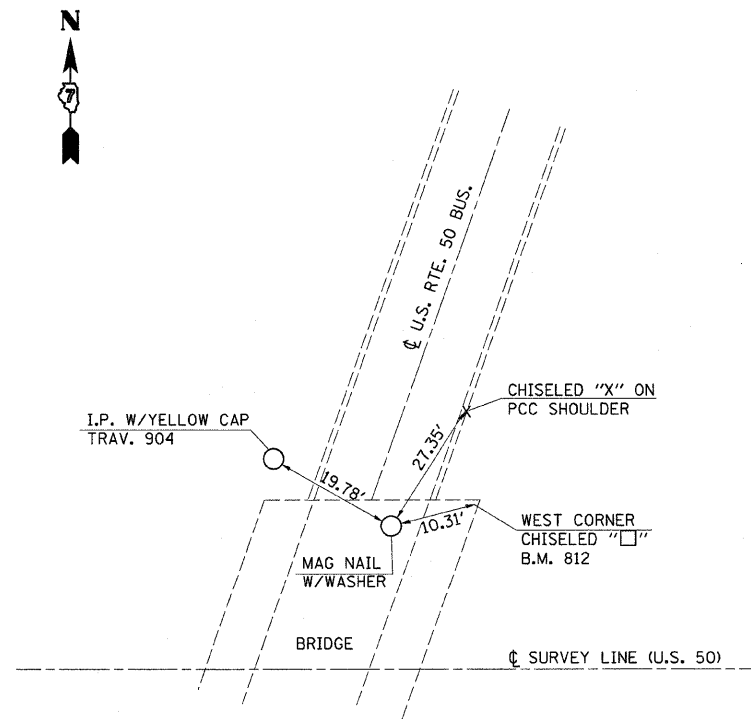 N
7
℄ U.S. RTE. 50 BUS.
CHISELED "X" ON
PCC SHOULDER
X
27.35'
I.P. W/YELLOW CAP
TRAV. 904
19.78'
10.31'
WEST CORNER
CHISELED "□"
B.M. 812
MAG NAIL
W/WASHER
BRIDGE
℄ SURVEY LINE (U.S. 50)